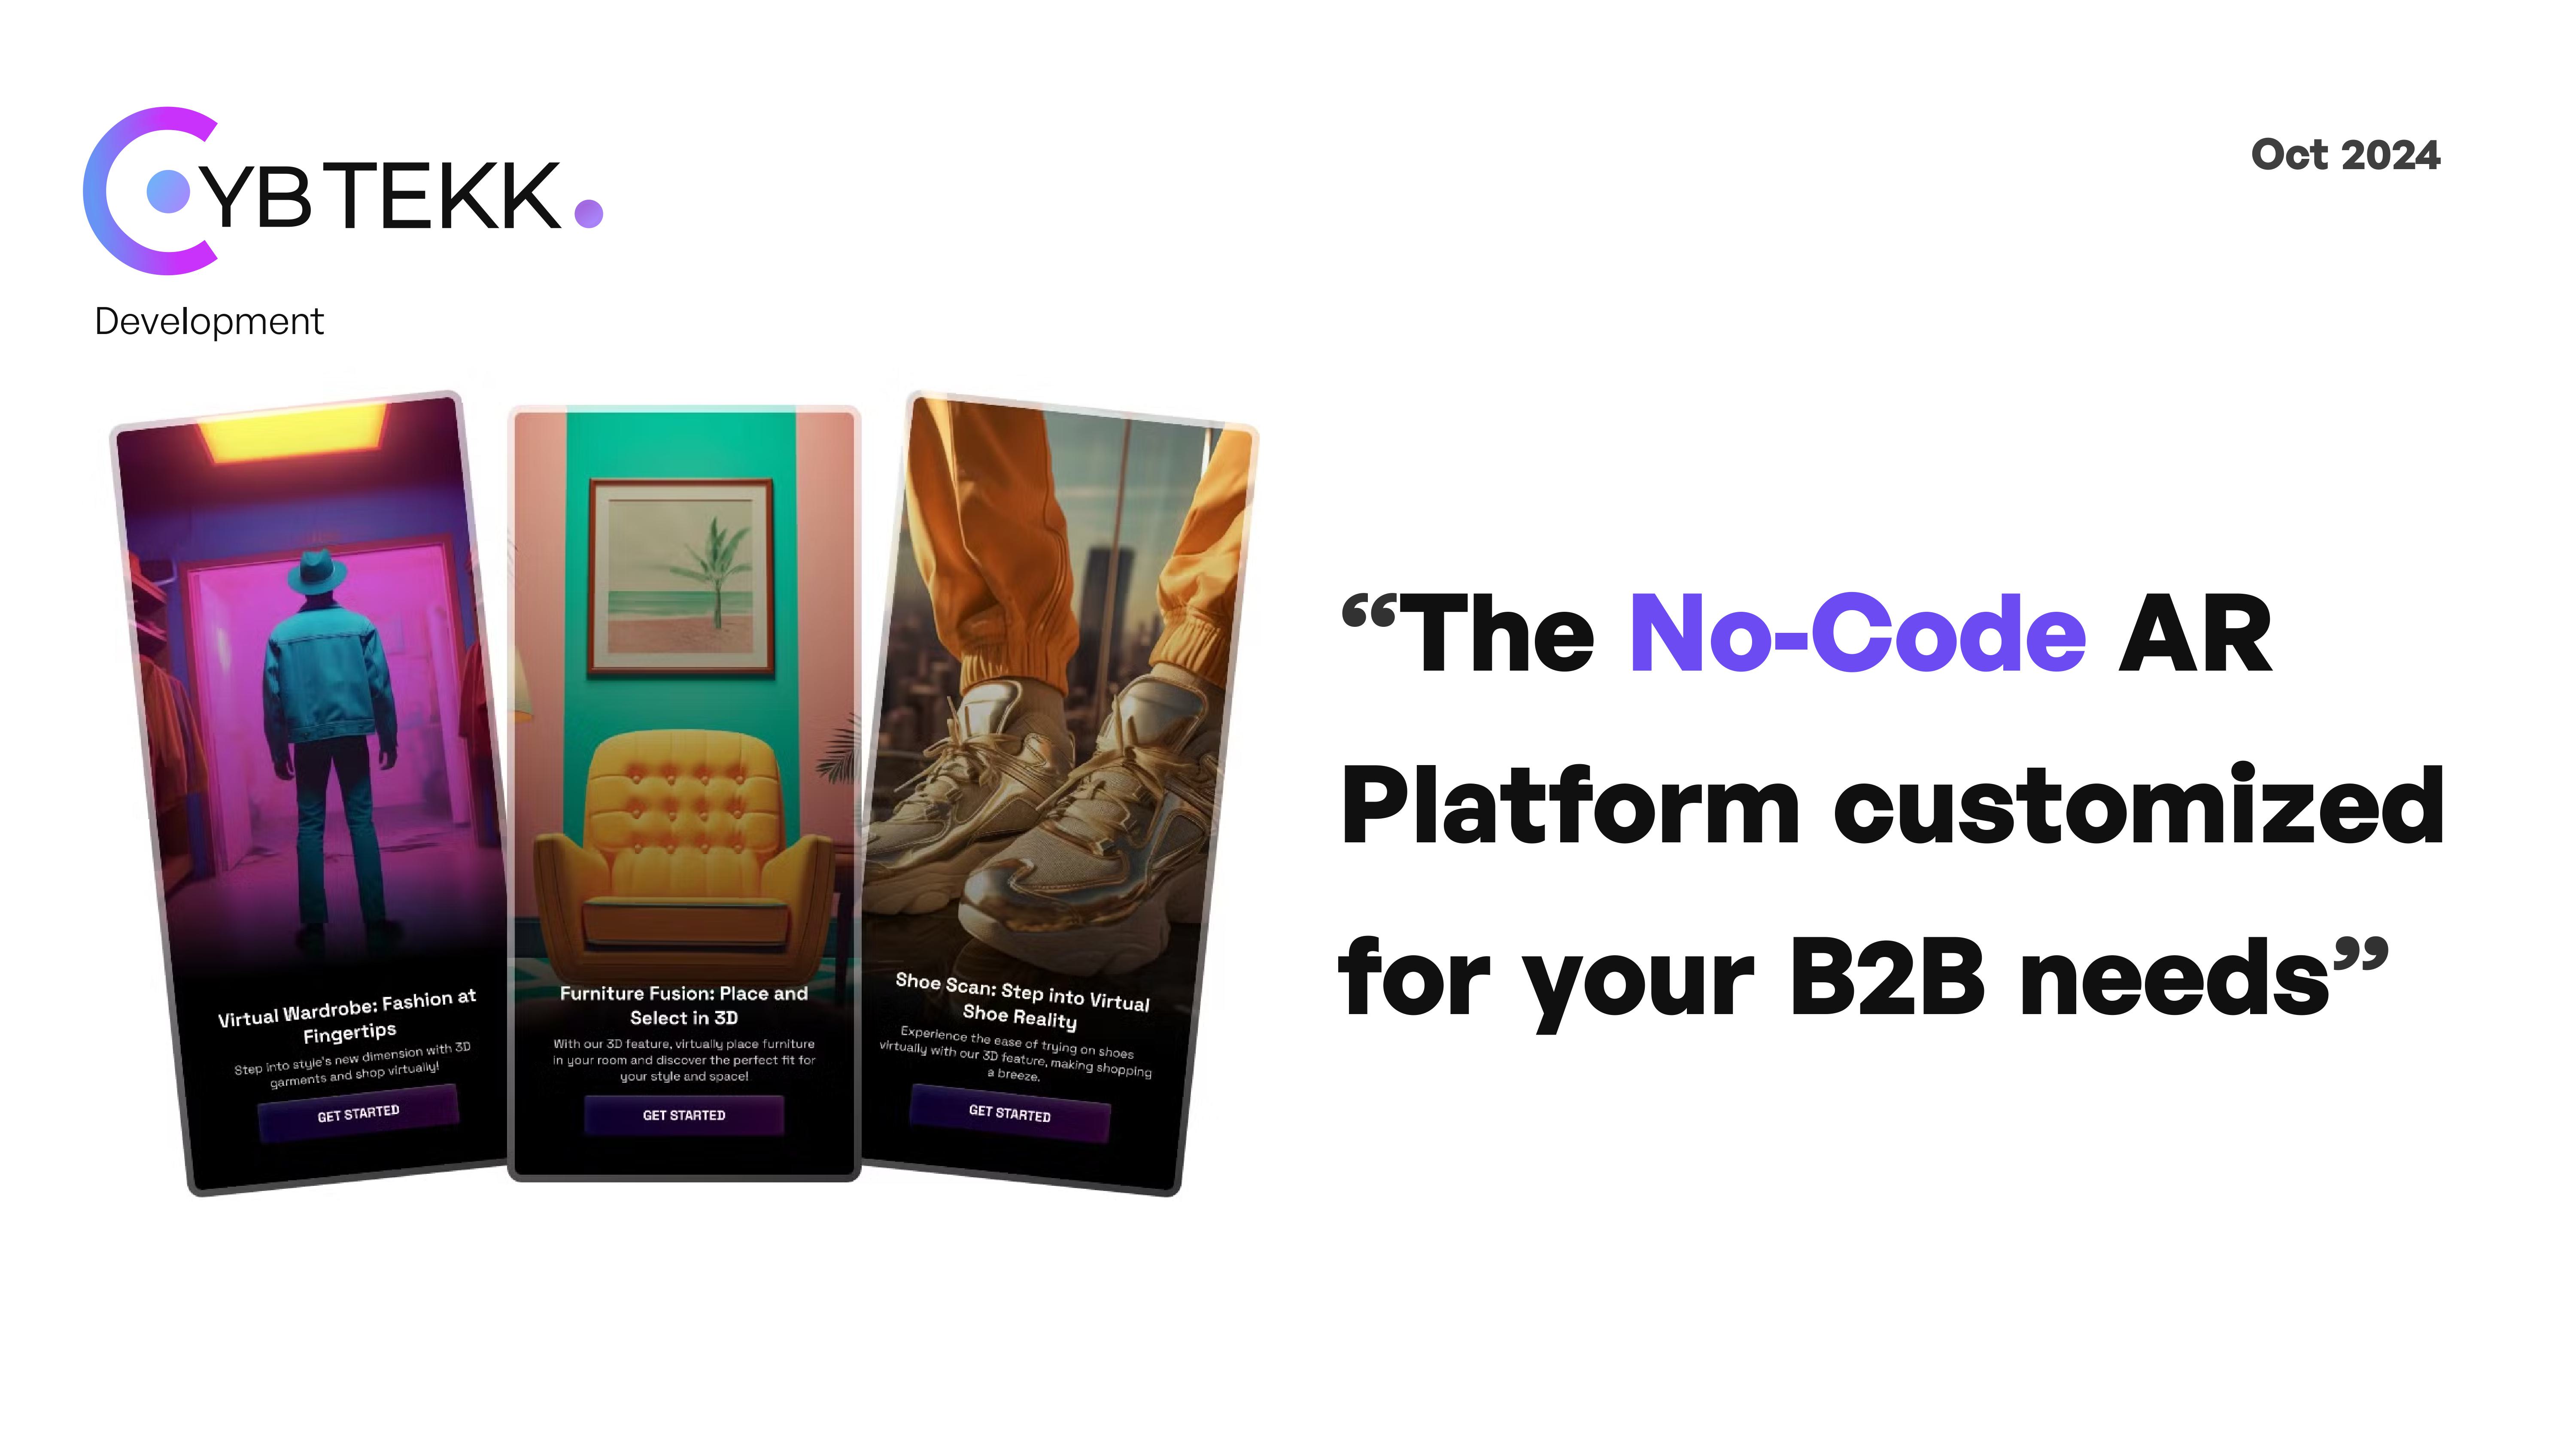 CYBTEKK.
Oct 2024
Development
“The No-Code AR
Platform customized
for your B2B needs”
Virtual Wardrobe: Fashion at
Fingertips
Step into style's new dimension with 3D
garments and shop virtually!
GET STARTED
Furniture Fusion: Place and
Select in 3D
With our 3D feature, virtually place furniture
in your room and discover the perfect fit for
your style and space!
GET STARTED
Shoe Scan: Step into Virtual
Shoe Reality
Experience the ease of trying on shoes
virtually with our 3D feature, making shopping
a breeze.
GET STARTED